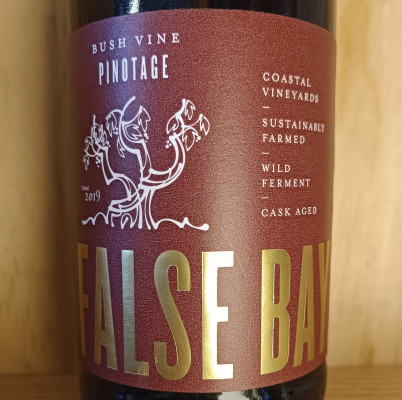 BUSH VINE
PINOTAGE
COASTAL
VINEYARDS
SUSTAINABLY
FARMED
WILD
FERMENT
CASK AGED
2019
FALSE BAY